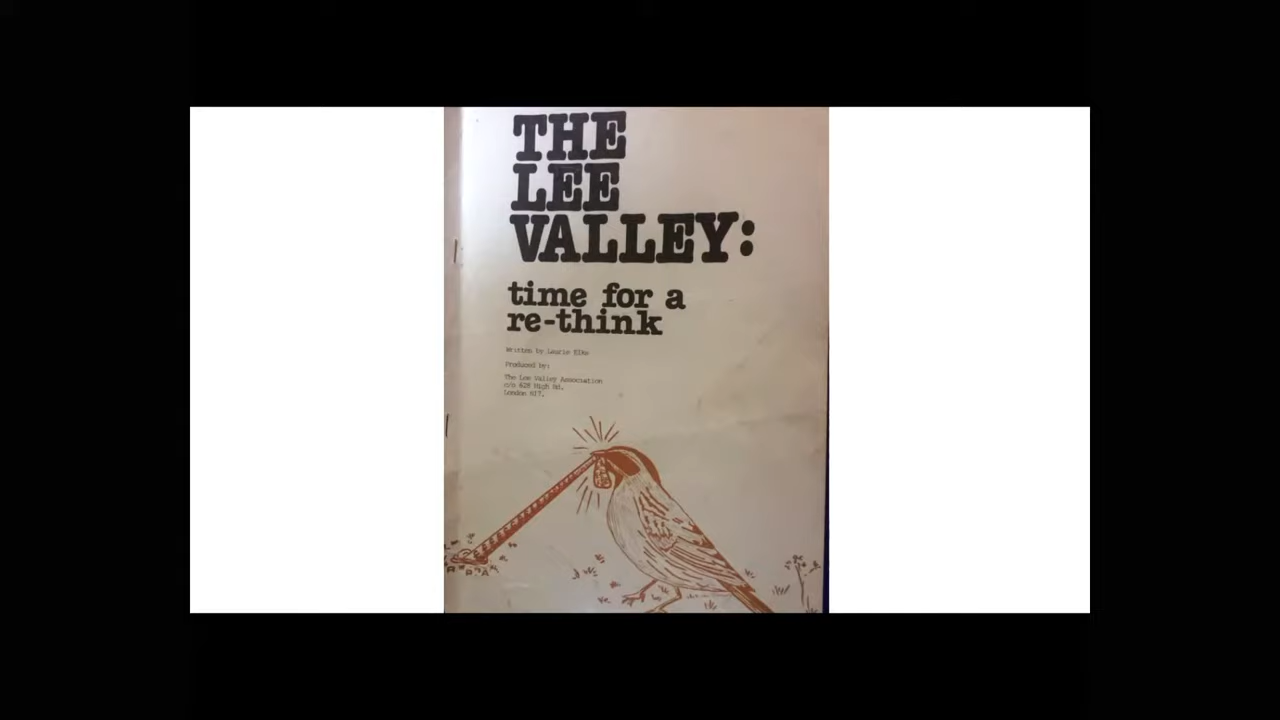 THE
LEE
VALLEY:
time for a
re-think
Written by Laurie Elks
Produced by:
The Lee Valley Association
c/o 628 High Rd.
London N17.